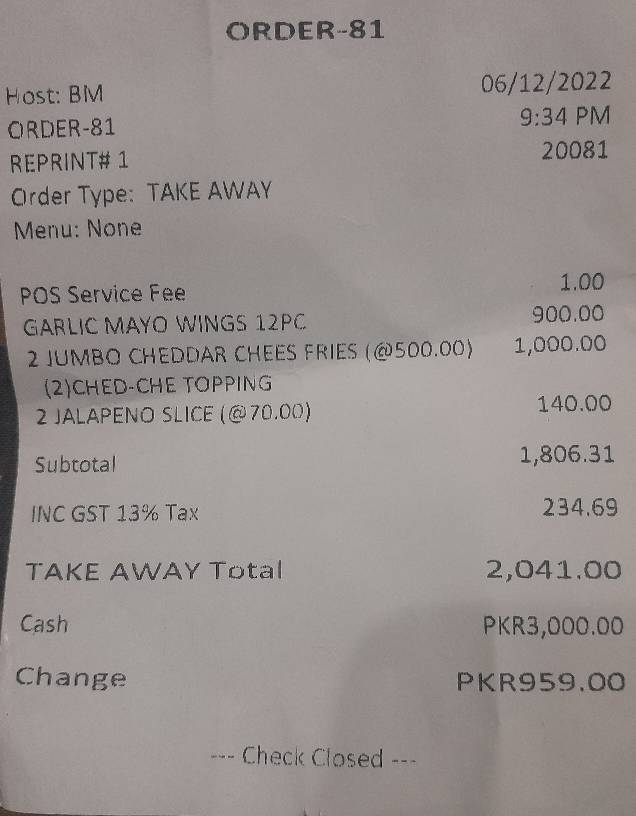 ORDER-81
Host: BM 06/12/2022
ORDER-81 9:34 PM
REPRINT# 1 20081
Order Type: TAKE AWAY
Menu: None
POS Service Fee 1.00
GARLIC MAYO WINGS 12PC 900.00
2 JUMBO CHEDDAR CHEES FRIES (@500.00) 1,000.00
(2)CHED-CHE TOPPING
2 JALAPENO SLICE (@70.00) 140.00
Subtotal 1,806.31
INC GST 13% Tax 234.69
TAKE AWAY Total 2,041.00
Cash PKR3,000.00
Change PKR959.00
--- Check Closed ---